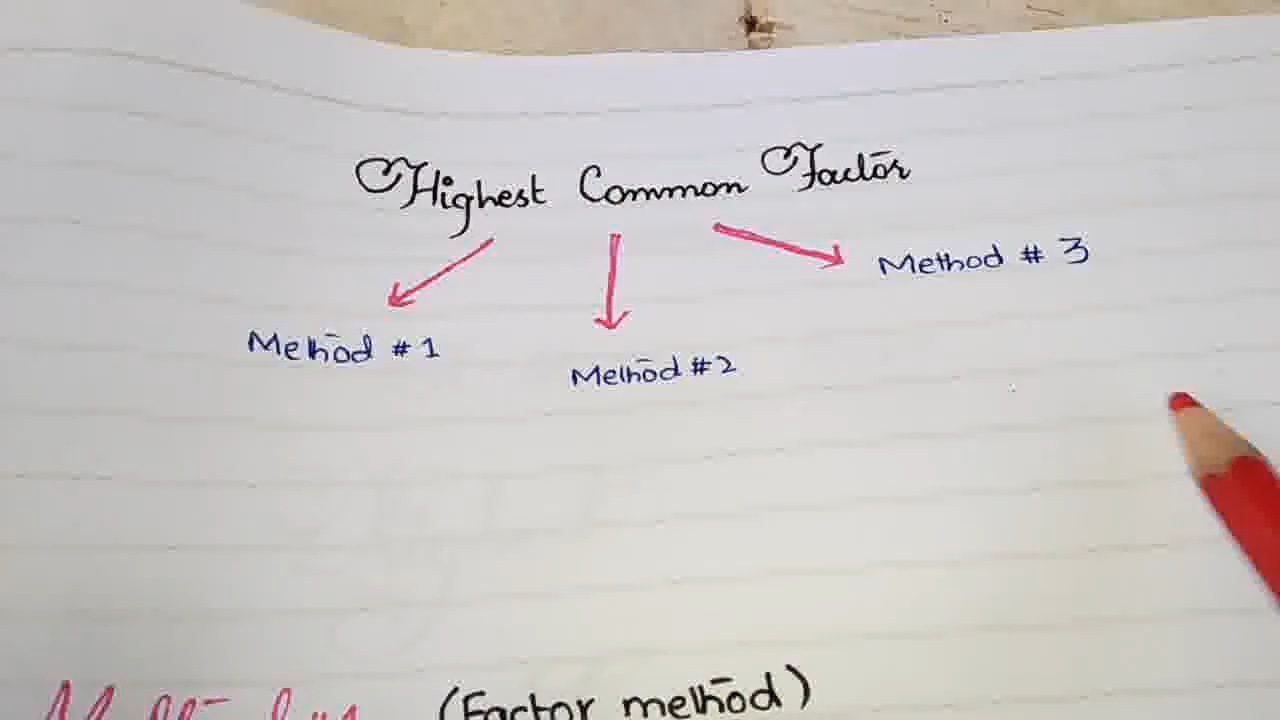 Highest Common Factor
Method # 3
Method # 1
Method # 2
(Factor method)